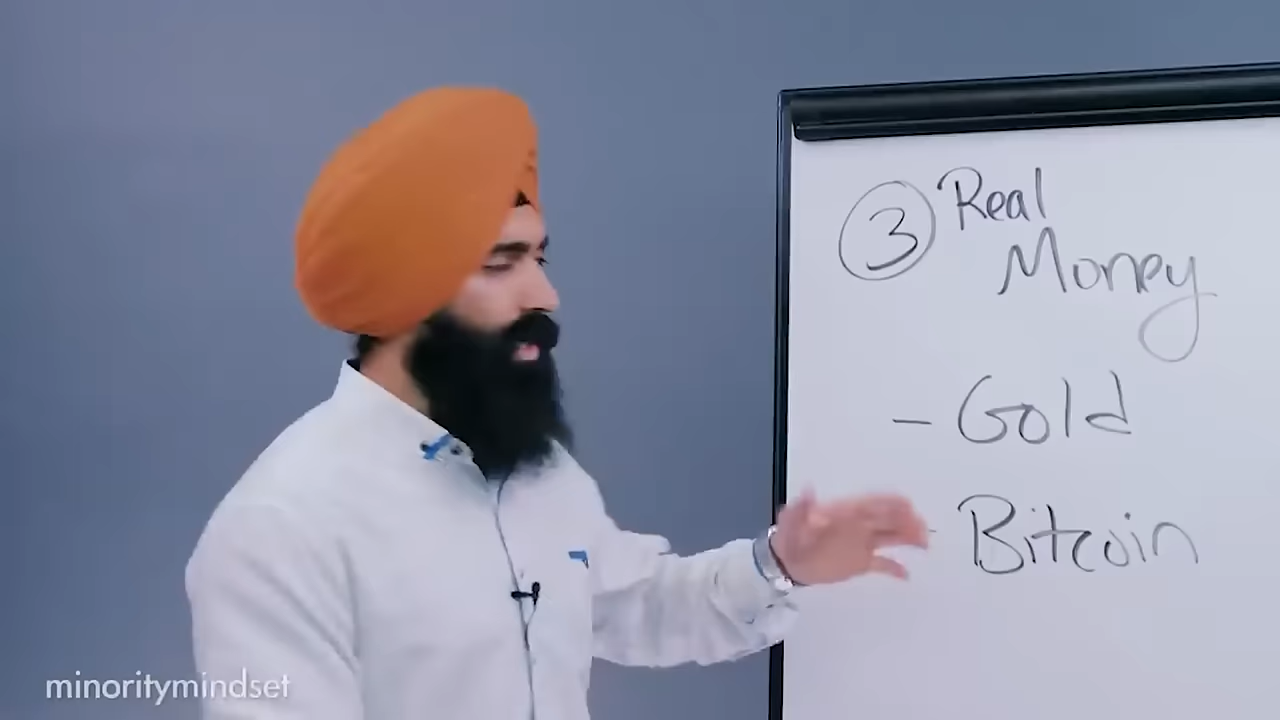 ③ Real
Money
- Gold
- Bitcoin
minoritymindset